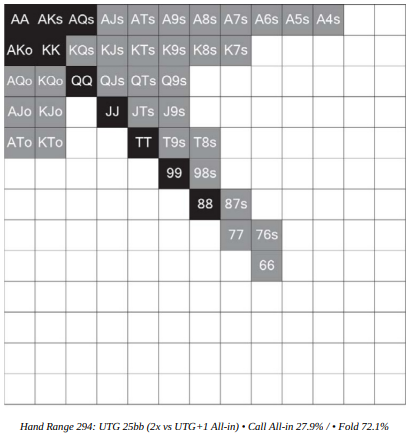 AA AKs AQs AJs ATs A9s A8s A7s A6s A5s A4s
AKo KK KQs KJs KTs K9s K8s K7s
AQo KQo QQ QJs QTs Q9s
AJo KJo JJ JTs J9s
ATo KTo TT T9s T8s
99 98s
88 87s
77 76s
66
Hand Range 294: UTG 25bb (2x vs UTG+1 All-in) • Call All-in 27.9% / • Fold 72.1%